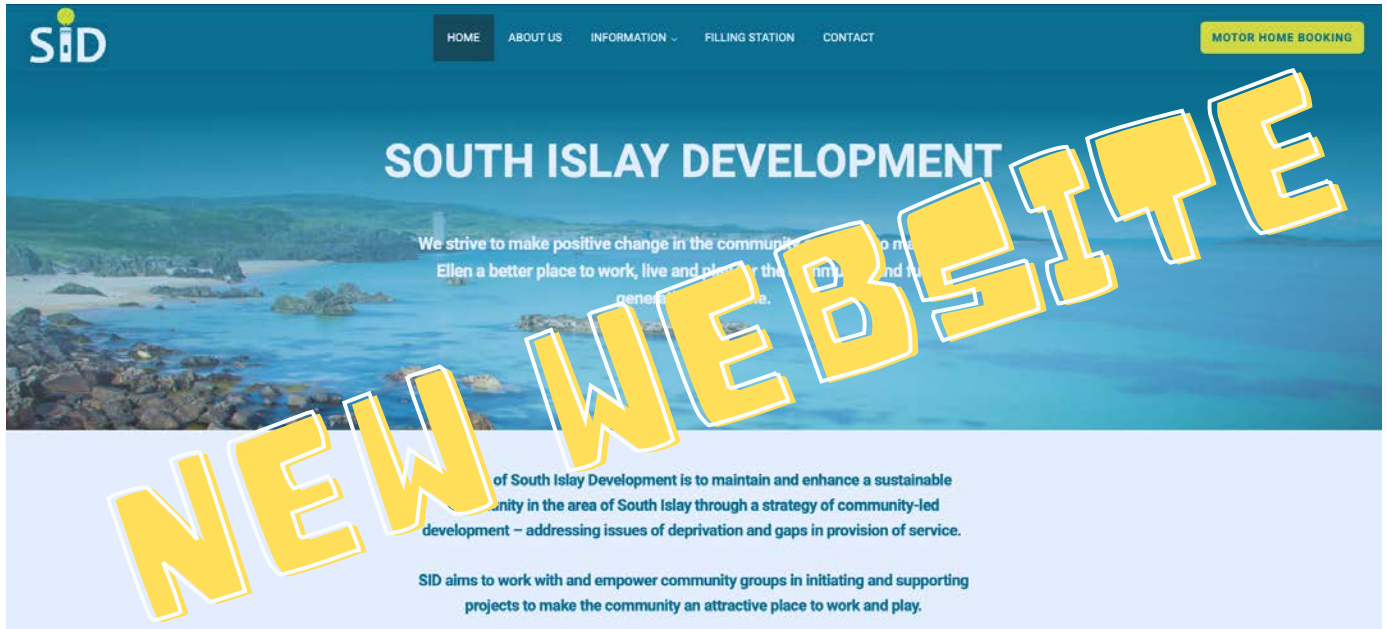 SiD
HOME ABOUT US INFORMATION FILLING STATION CONTACT
MOTOR HOME BOOKING
SOUTH ISLAY DEVELOPMENT
We strive to make positive change in the community
Ellen a better place to work, live and the
NEW WEBSITE
of South Islay Development is to maintain and enhance a sustainable
in the area of South Islay through a strategy of community-led
development – addressing issues of deprivation and gaps in provision of service.
SID aims to work with and empower community groups in initiating and supporting
projects to make the community an attractive place to work and play.